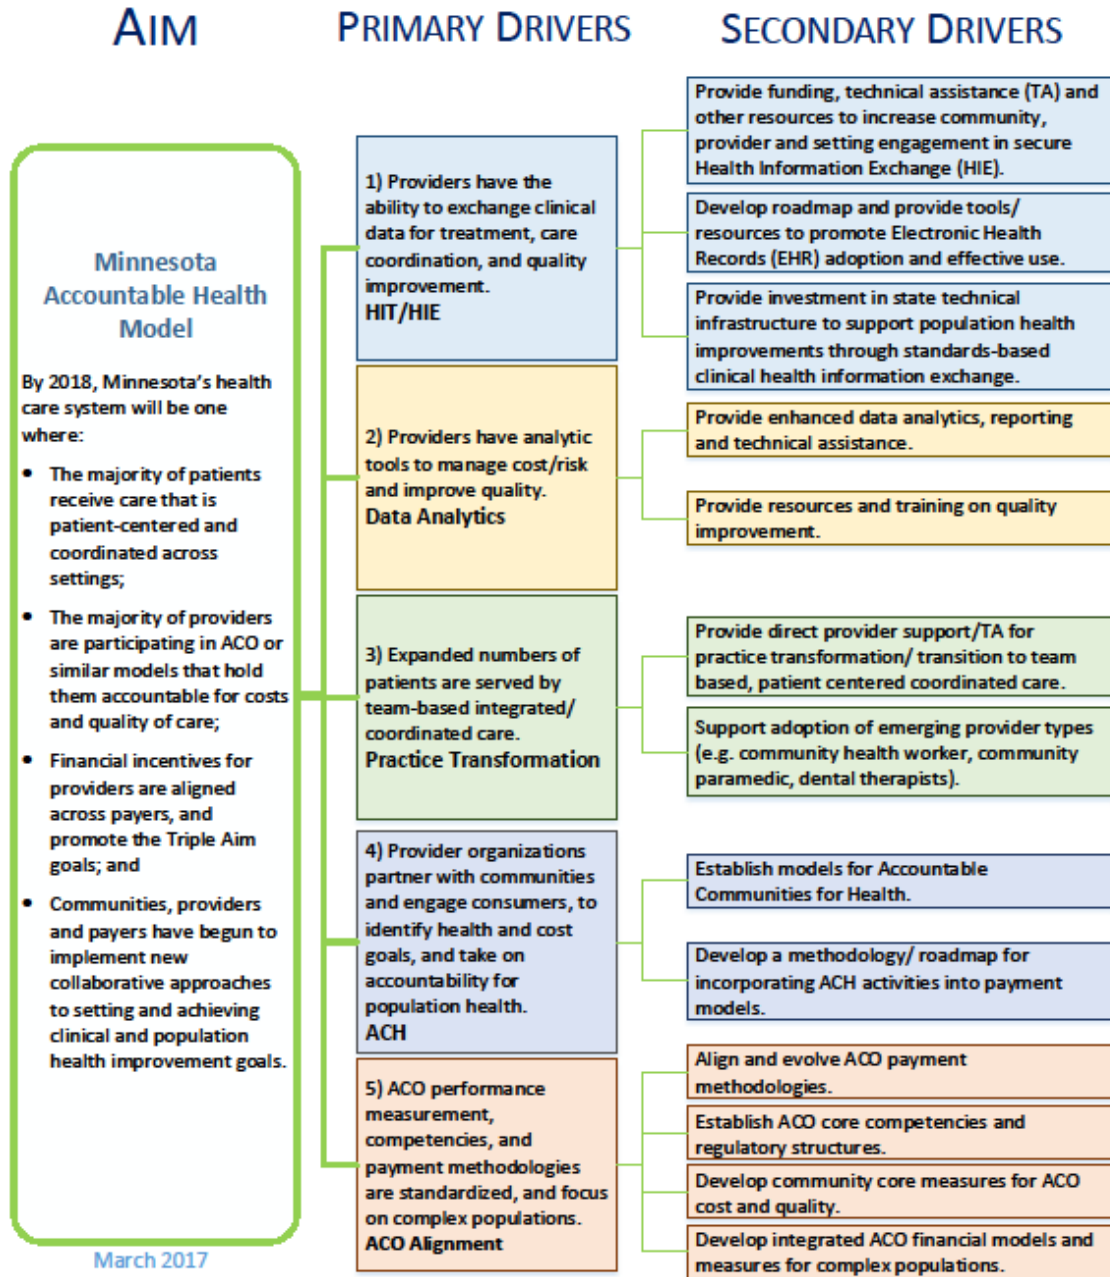 AIM
PRIMARY DRIVERS
SECONDARY DRIVERS
Minnesota
Accountable Health
Model
By 2018, Minnesota's health
care system will be one
where:
• The majority of patients
receive care that is
patient-centered and
coordinated across
settings;
• The majority of providers
are participating in ACO or
similar models that hold
them accountable for costs
and quality of care;
• Financial incentives for
providers are aligned
across payers, and
promote the Triple Aim
goals; and
• Communities, providers
and payers have begun to
implement new
collaborative approaches
to setting and achieving
clinical and population
health improvement goals.
March 2017
1) Providers have the
ability to exchange clinical
data for treatment, care
coordination, and quality
improvement.
HIT/HIE
2) Providers have analytic
tools to manage cost/risk
and improve quality.
Data Analytics
3) Expanded numbers of
patients are served by
team-based integrated/
coordinated care.
Practice Transformation
4) Provider organizations
partner with communities
and engage consumers, to
identify health and cost
goals, and take on
accountability for
population health.
ACH
5) ACO performance
measurement,
competencies, and
payment methodologies
are standardized, and focus
on complex populations.
ACO Alignment
Provide funding, technical assistance (TA) and
other resources to increase community,
provider and setting engagement in secure
Health Information Exchange (HIE).
Develop roadmap and provide tools/
resources to promote Electronic Health
Records (EHR) adoption and effective use.
Provide investment in state technical
infrastructure to support population health
improvements through standards-based
clinical health information exchange.
Provide enhanced data analytics, reporting
and technical assistance.
Provide resources and training on quality
improvement.
Provide direct provider support/TA for
practice transformation/ transition to team
based, patient centered coordinated care.
Support adoption of emerging provider types
(e.g. community health worker, community
paramedic, dental therapists).
Establish models for Accountable
Communities for Health.
Develop a methodology/ roadmap for
incorporating ACH activities into payment
models.
Align and evolve ACO payment
methodologies.
Establish ACO core competencies and
regulatory structures.
Develop community core measures for ACO
cost and quality.
Develop integrated ACO financial models and
measures for complex populations.